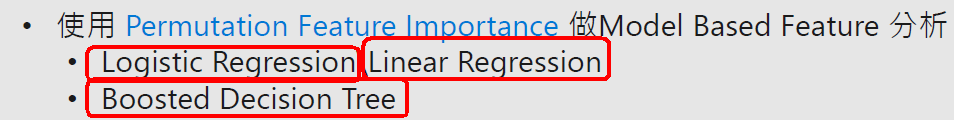 • 使用 Permutation Feature Importance 做Model Based Feature 分析
• Logistic Regression Linear Regression
• Boosted Decision Tree